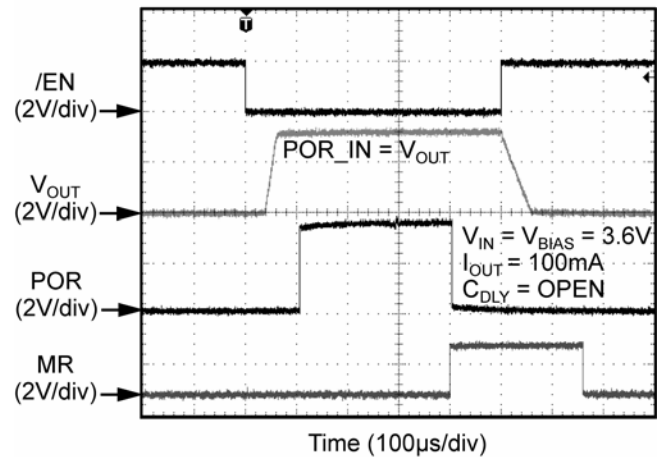 T
/EN
(2V/div)
POR_IN = VOUT
VOUT
(2V/div)
VIN = VBIAS = 3.6V
IOUT = 100mA
CDLY = OPEN
POR
(2V/div)
MR
(2V/div)
Time (100µs/div)